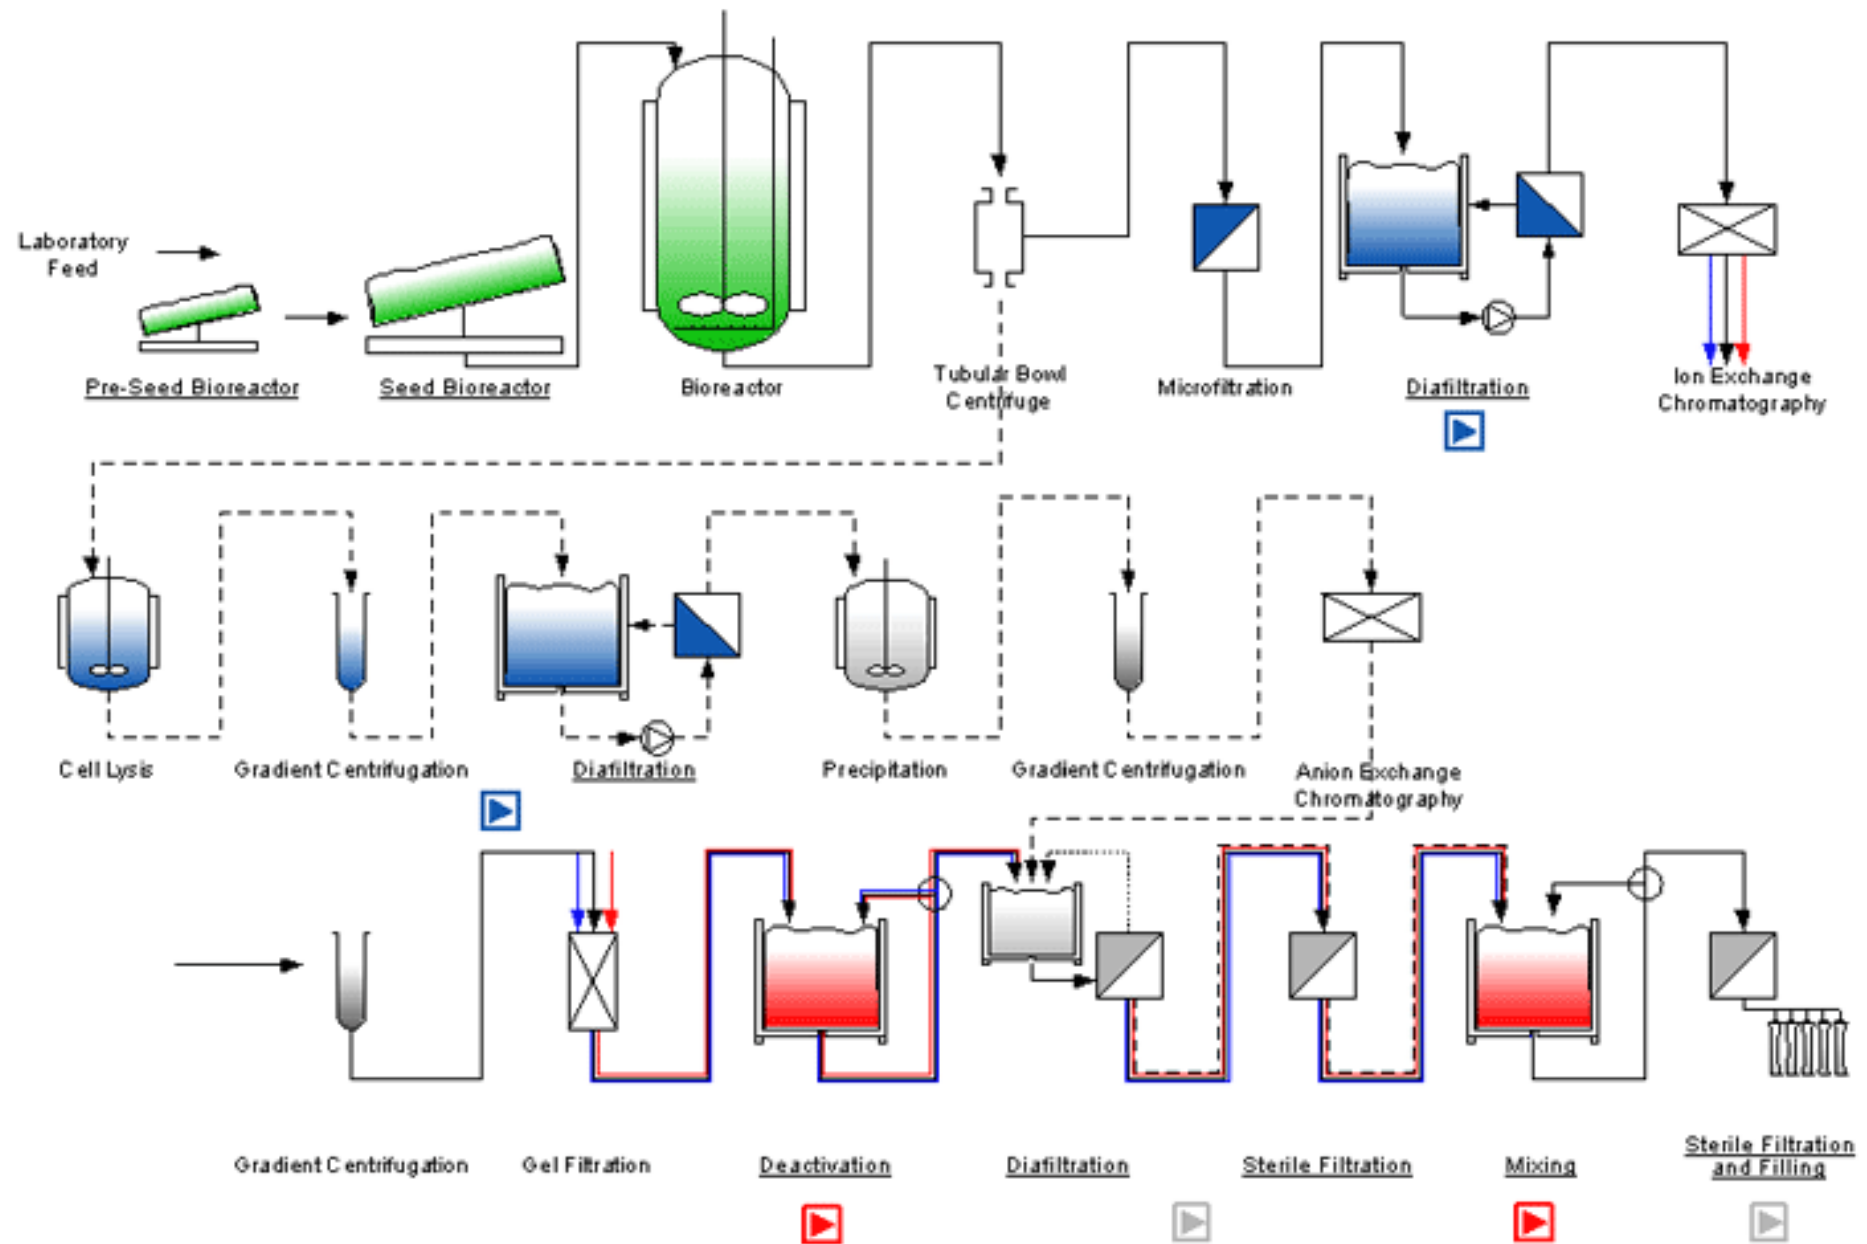 Laboratory
Feed
Pre-Seed Bioreactor
Seed Bioreactor
Bioreactor
Tubular Bowl
Centrifuge
Microfiltration
Diafiltration
Ion Exchange
Chromatography
Cell Lysis
Gradient Centrifugation
Diafiltration
Precipitation
Gradient Centrifugation
Anion Exchange
Chromatography
Gradient Centrifugation
Gel Filtration
Deactivation
Diafiltration
Sterile Filtration
Mixing
Sterile Filtration
and Filling